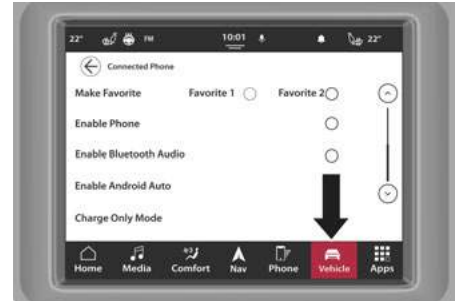 22° FM 10:01 22°
Connected Phone
Make Favorite Favorite 1 Favorite 2
Enable Phone
Enable Bluetooth Audio
Enable Android Auto
Charge Only Mode
Home Media Comfort Nav Phone Vehicle Apps